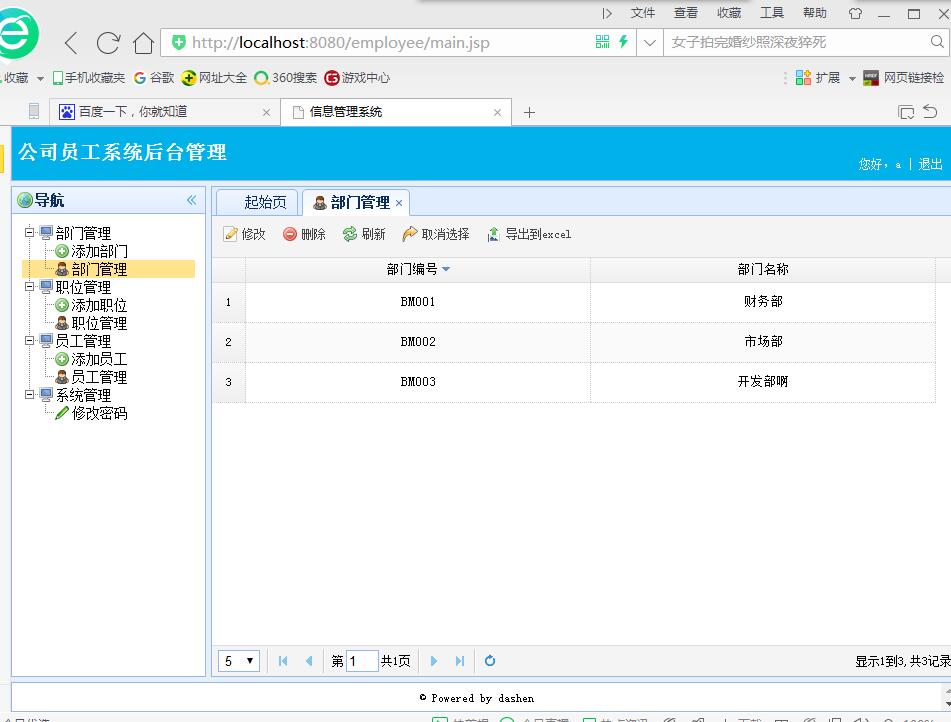 文件 查看 收藏 工具 帮助
http://localhost:8080/employee/main.jsp 女子拍完婚纱照深夜猝死
收藏 手机收藏夹 谷歌 网址大全 360搜索 游戏中心 扩展 网页链接检
百度一下,你就知道 信息管理系统
公司员工系统后台管理
您好,a | 退出
导航
起始页 部门管理
修改 删除 刷新 取消选择 导出到excel
部门管理
添加部门
部门管理
职位管理
添加职位
职位管理
员工管理
添加员工
员工管理
系统管理
修改密码
部门编号 部门名称
1 BM001 财务部
2 BM002 市场部
3 BM003 开发部啊
5 第 1 共1页 显示1到3,共3记录
© Powered by dashen